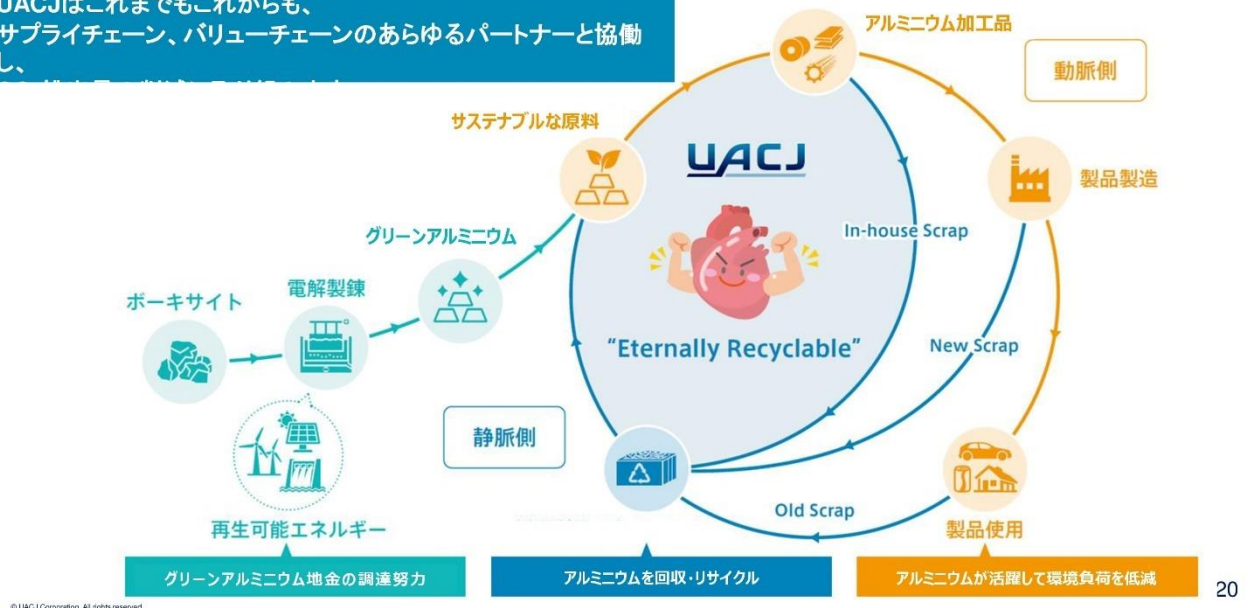 UACJはこれまでもこれからも、
サプライチェーン、バリューチェーンのあらゆるパートナーと協働
し、
アルミニウム加工品
動脈側
サステナブルな原料
UACJ
製品製造
グリーンアルミニウム
In-house Scrap
ボーキサイト
電解製錬
"Eternally Recyclable"
New Scrap
静脈側
Old Scrap
再生可能エネルギー
製品使用
グリーンアルミニウム地金の調達努力
アルミニウムを回収・リサイクル
アルミニウムが活躍して環境負荷を低減
20
© UACJ Corporation. All rights reserved.